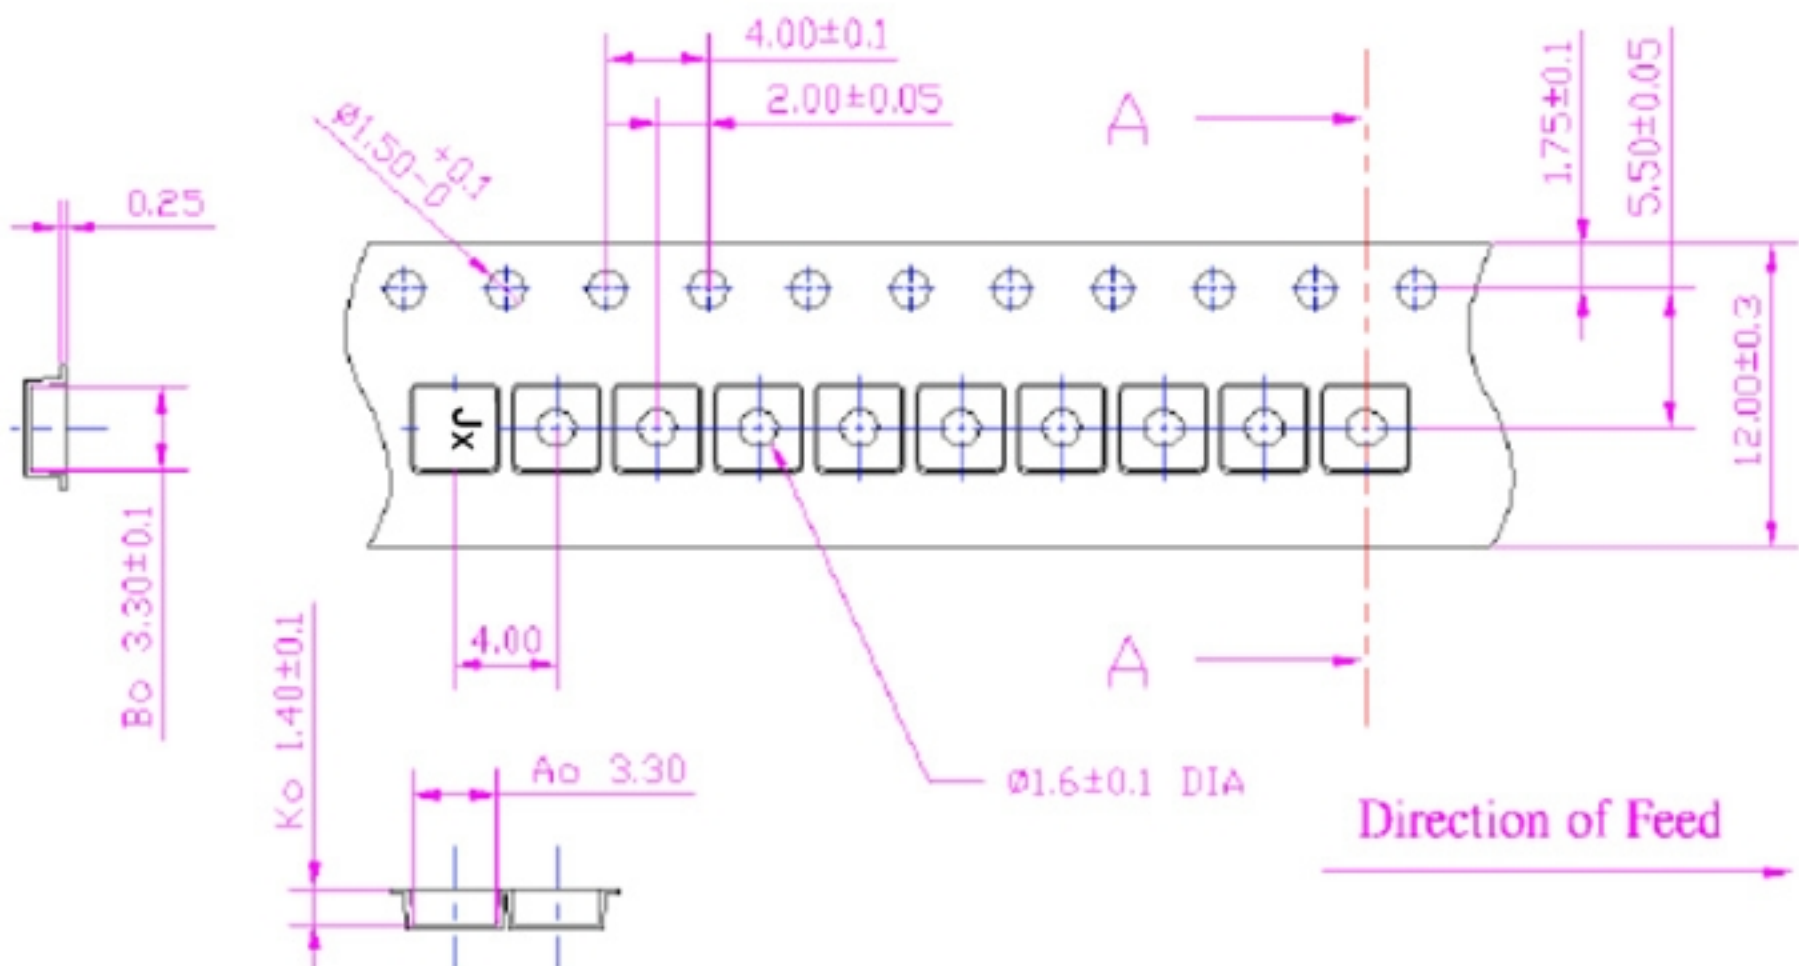 4.00±0.1
2.00±0.05
Ø1.50 +0.1
-0
A
1.75±0.1
5.50±0.05
0.25
12.00±0.3
Jx
Bo 3.30±0.1
4.00
Ko 1.40±0.1
A
Ao 3.30
Ø1.6±0.1 DIA
Direction of Feed